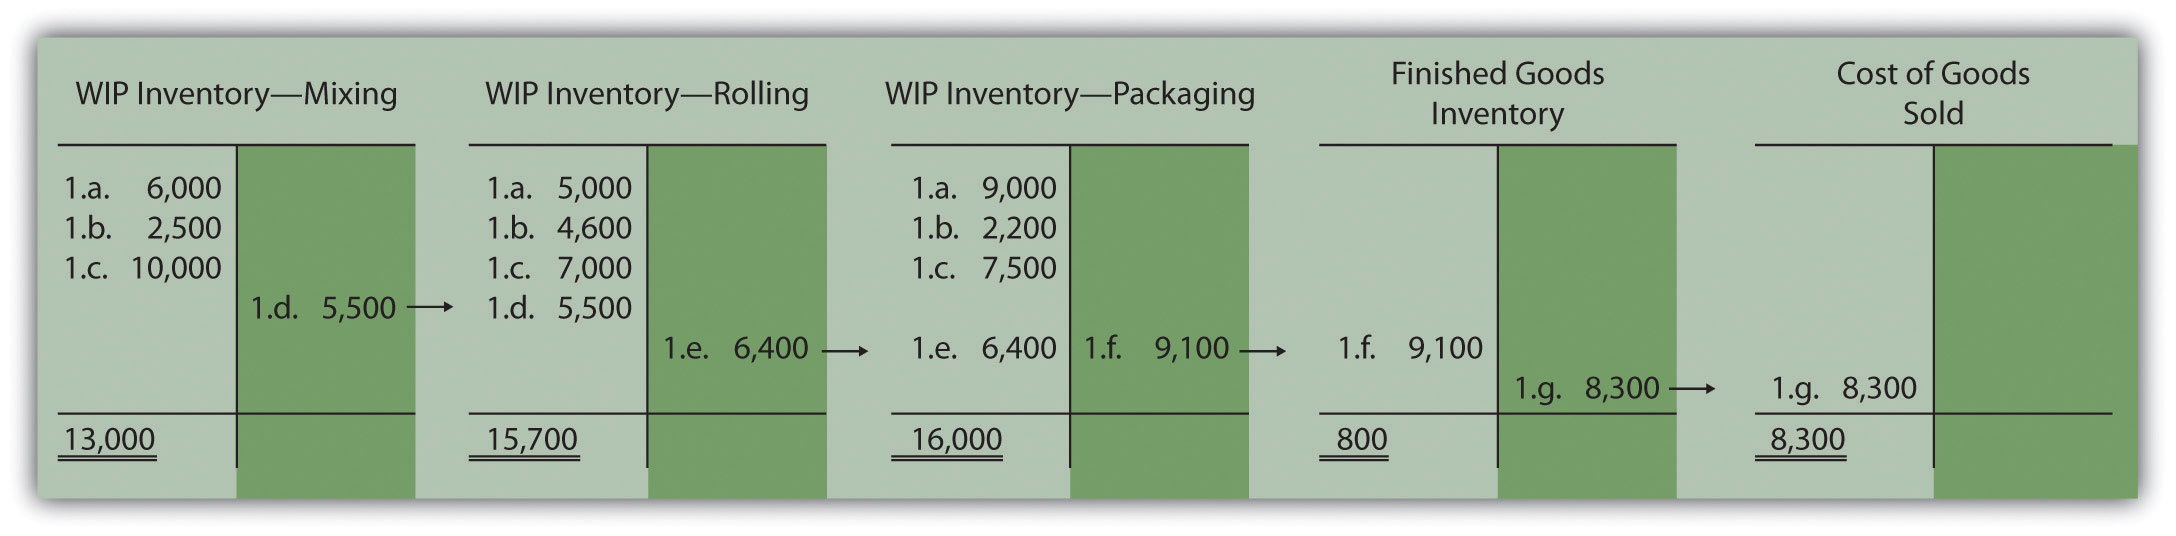 WIP Inventory—Mixing
1.a. 6,000
1.b. 2,500
1.c. 10,000
1.d. 5,500
13,000
WIP Inventory—Rolling
1.a. 5,000
1.b. 4,600
1.c. 7,000
1.d. 5,500
1.e. 6,400
15,700
WIP Inventory—Packaging
1.a. 9,000
1.b. 2,200
1.c. 7,500
1.e. 6,400
1.f. 9,100
16,000
Finished Goods
Inventory
1.f. 9,100
1.g. 8,300
800
Cost of Goods
Sold
1.g. 8,300
8,300